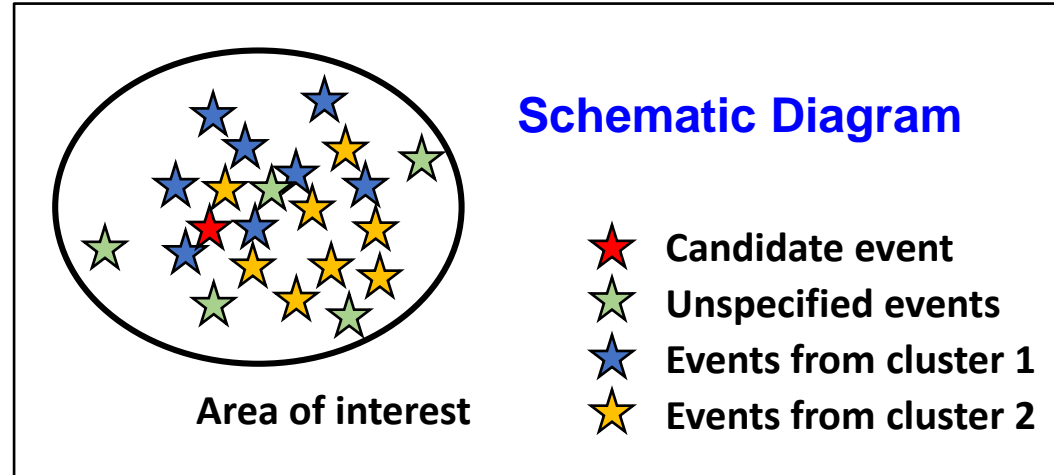 Schematic Diagram
Candidate event
Unspecified events
Events from cluster 1
Events from cluster 2
Area of interest